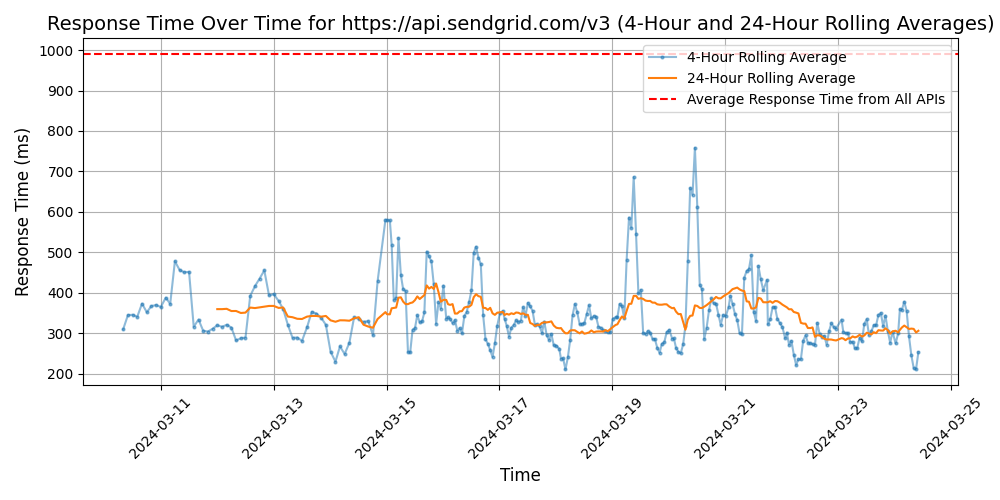 Response Time Over Time for https://api.sendgrid.com/v3 (4-Hour and 24-Hour Rolling Averages)
4-Hour Rolling Average
24-Hour Rolling Average
Average Response Time from All APIs
Response Time (ms)
1000
900
800
700
600
500
400
300
200
2024-03-11
2024-03-13
2024-03-15
2024-03-17
2024-03-19
2024-03-21
2024-03-23
2024-03-25
Time